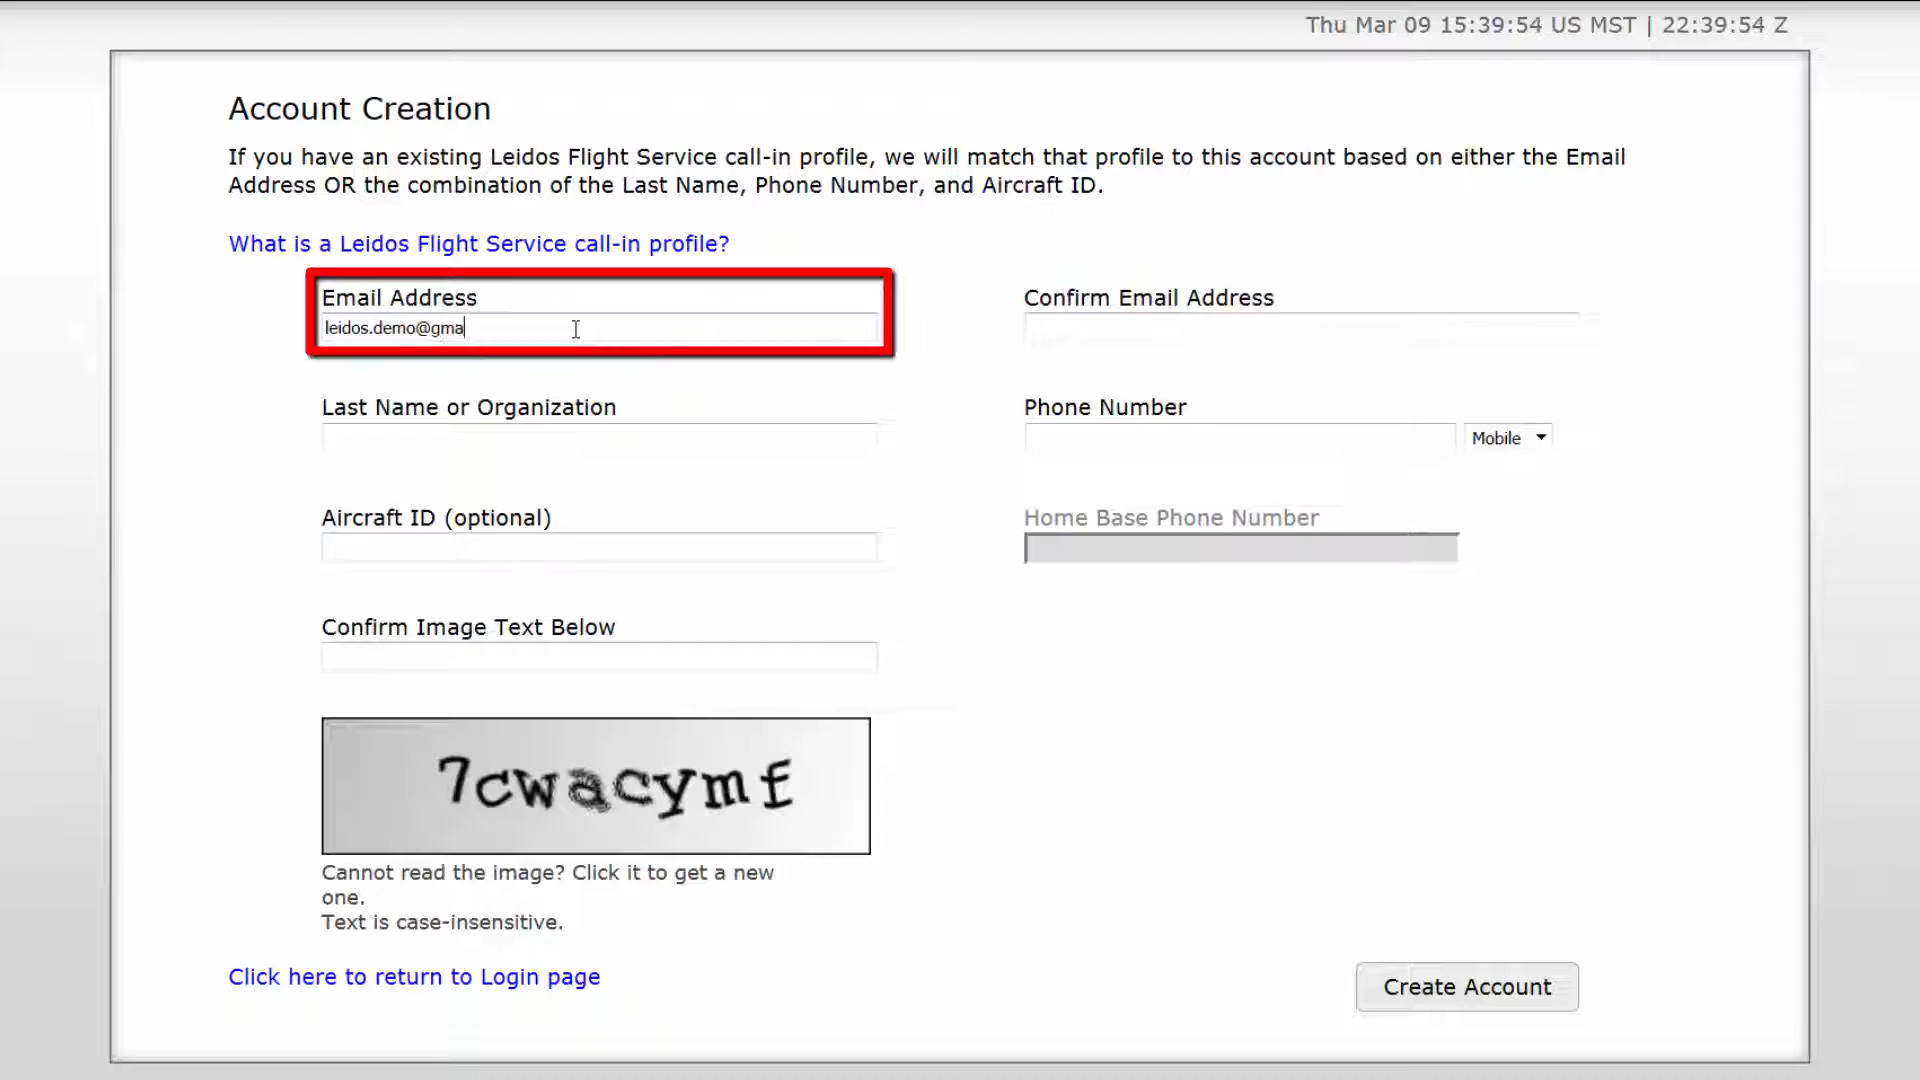 Thu Mar 09 15:39:54 US MST | 22:39:54 Z
Account Creation
If you have an existing Leidos Flight Service call-in profile, we will match that profile to this account based on either the Email
Address OR the combination of the Last Name, Phone Number, and Aircraft ID.
What is a Leidos Flight Service call-in profile?
Email Address
leidos.demo@gma
Confirm Email Address
Last Name or Organization
Phone Number
Mobile
Aircraft ID (optional)
Home Base Phone Number
Confirm Image Text Below
7cwacymf
Cannot read the image? Click it to get a new
one.
Text is case-insensitive.
Click here to return to Login page
Create Account